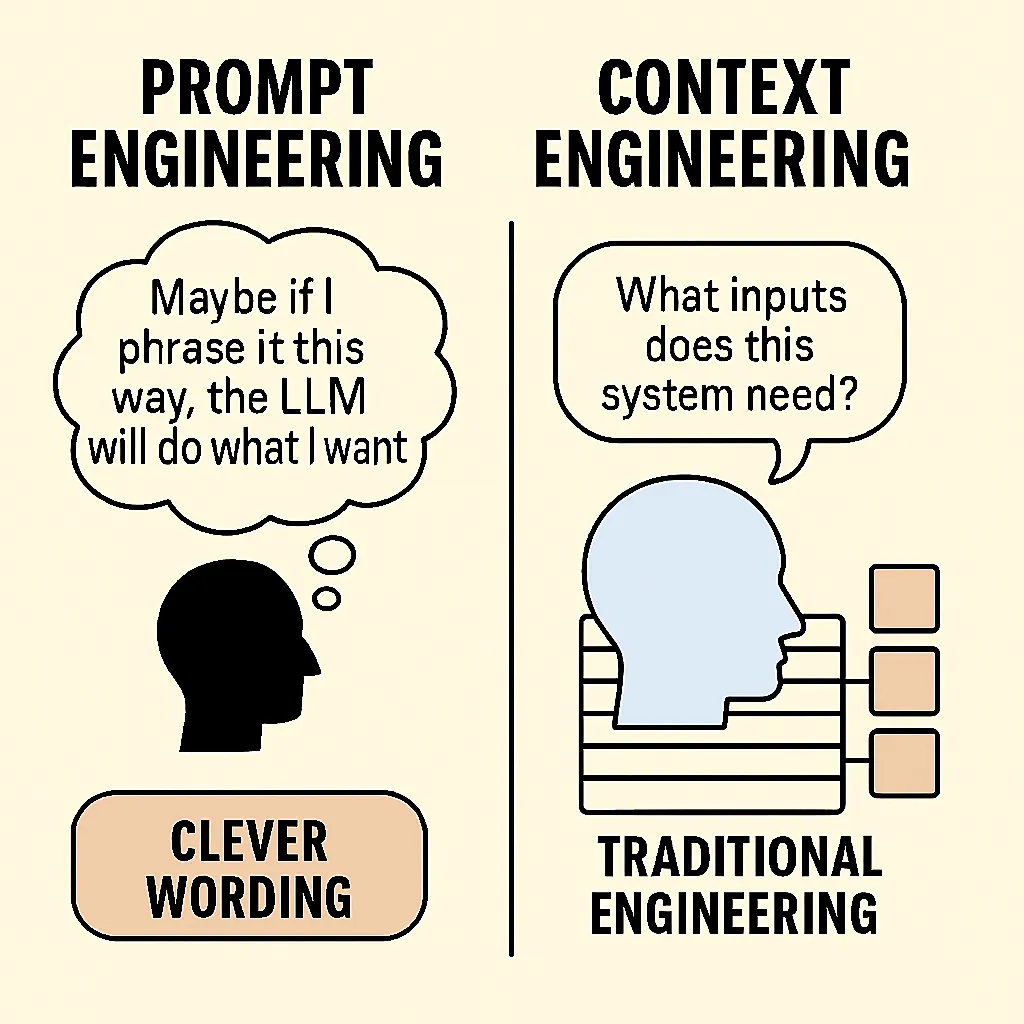 PROMPT
ENGINEERING
Maybe if I
phrase it this
way, the LLM
will do what I want
CLEVER
WORDING
CONTEXT
ENGINEERING
What inputs
does this
system need?
TRADITIONAL
ENGINEERING